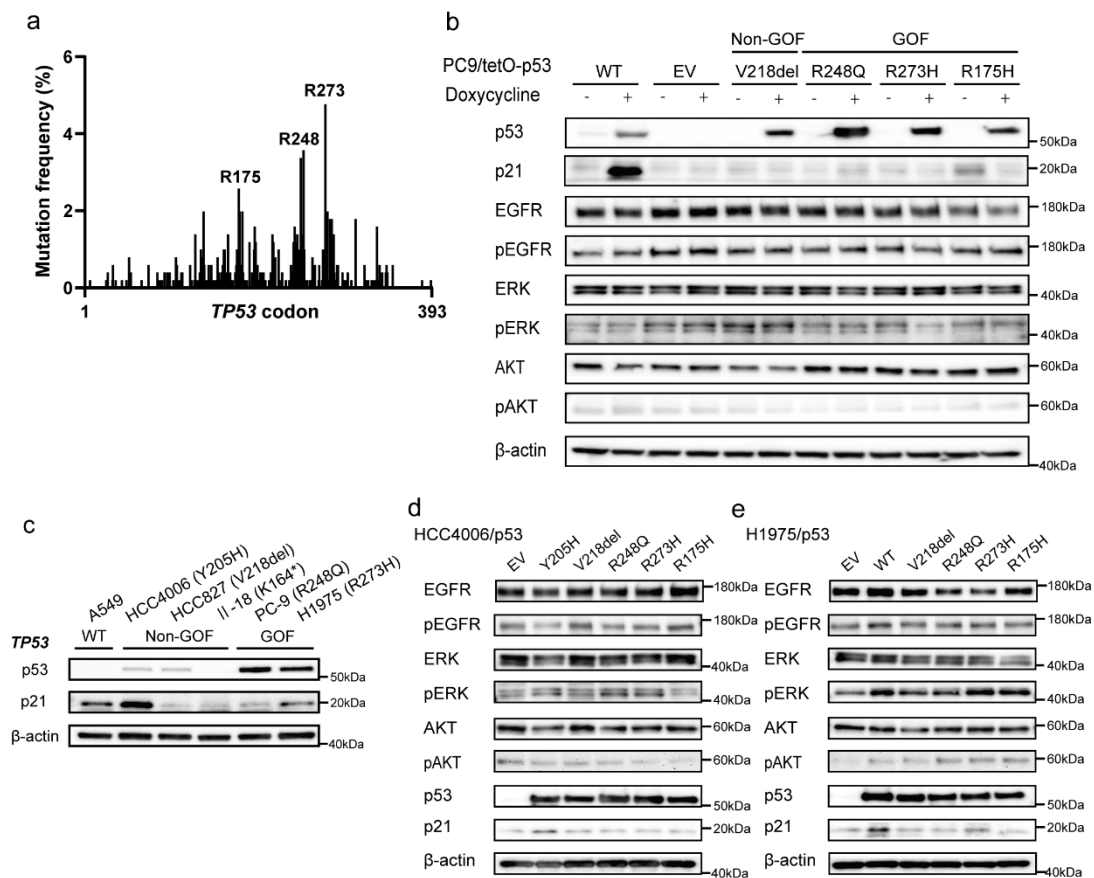 a
Mutation frequency (%)
6
4
2
0
R175
R248
R273
1
393
TP53 codon
b
Non-GOF GOF
PC9/tetO-p53
WT EV V218del R248Q R273H R175H
Doxycycline - + - + - + - + - + - +
p53
50kDa
p21
20kDa
EGFR
180kDa
pEGFR
180kDa
ERK
40kDa
pERK
40kDa
AKT
60kDa
pAKT
60kDa
β-actin
40kDa
c
A549
HCC4006 (Y205H)
HCC827 (V218del)
II -18 (K164*)
PC-9 (R248Q)
H1975 (R273H)
TP53 WT Non-GOF GOF
p53
50kDa
p21
20kDa
β-actin
40kDa
d
HCC4006/p53
EV Y205H V218del R248Q R273H R175H
EGFR
180kDa
pEGFR
180kDa
ERK
40kDa
pERK
40kDa
AKT
60kDa
pAKT
60kDa
p53
50kDa
p21
20kDa
β-actin
40kDa
e
H1975/p53
EV WT V218del R248Q R273H R175H
EGFR
180kDa
pEGFR
180kDa
ERK
40kDa
pERK
40kDa
AKT
60kDa
pAKT
60kDa
p53
50kDa
p21
20kDa
β-actin
40kDa